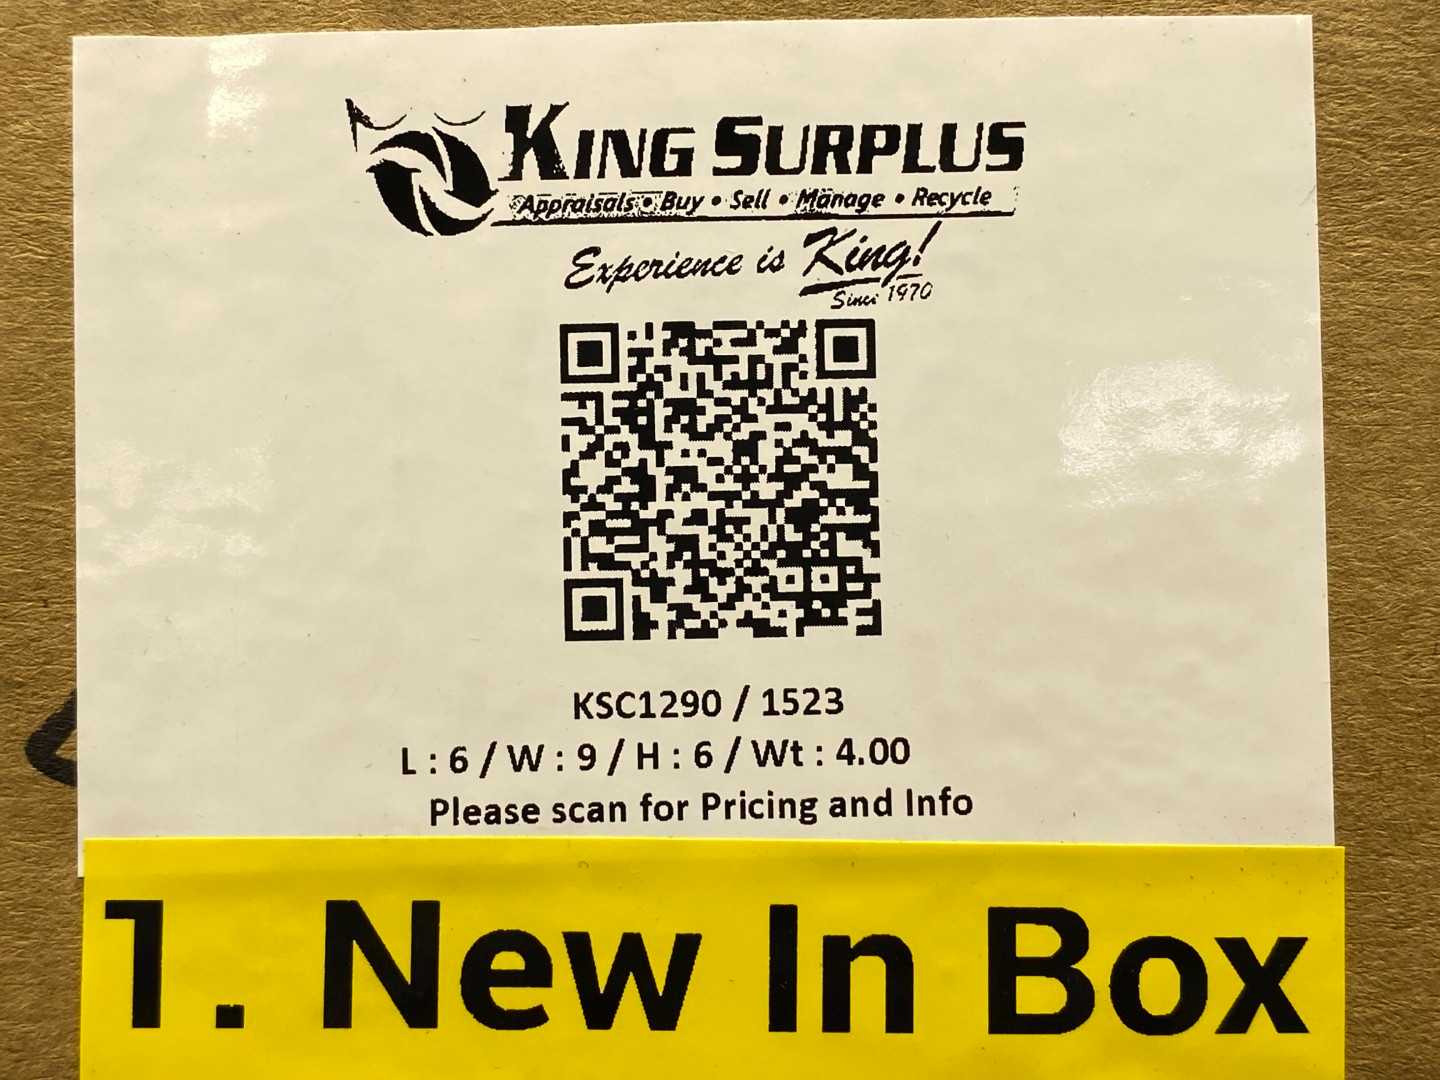 KING SURPLUS
Appraisals • Buy • Sell • Manage • Recycle
Experience is King!
Since 1970
KSC1290 / 1523
L : 6 / W : 9 / H : 6 / Wt : 4.00
Please scan for Pricing and Info
1. New In Box